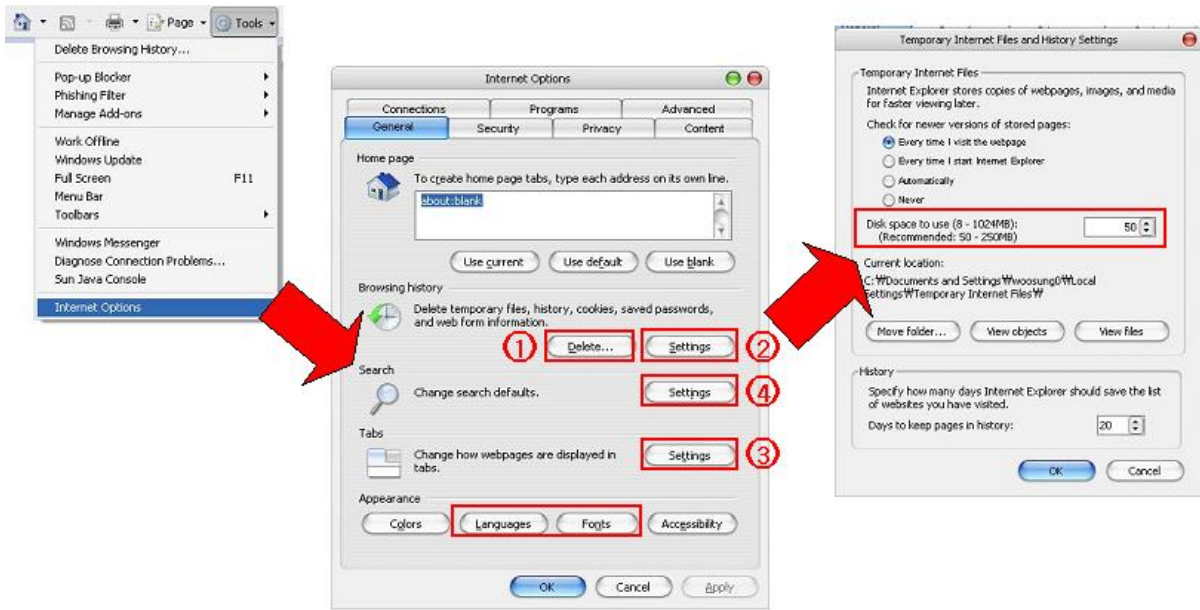 Page Tools
Delete Browsing History...
Pop-up Blocker
Phishing Filter
Manage Add-ons
Work Offline
Windows Update
Full Screen F11
Menu Bar
Toolbars
Windows Messenger
Diagnose Connection Problems...
Sun Java Console
Internet Options
Internet Options
Connections Programs Advanced
General Security Privacy Content
Home page
To create home page tabs, type each address on its own line.
about:blank
Use current Use default Use blank
Browsing history
Delete temporary files, history, cookies, saved passwords,
and web form information.
① Delete... Settings ②
Search
Change search defaults. Settings ④
Tabs
Change how webpages are displayed in
tabs.
Settings ③
Appearance
Colors Languages Fonts Accessibility
OK Cancel Apply
Temporary Internet Files and History Settings
Temporary Internet Files
Internet Explorer stores copies of webpages, images, and media
for faster viewing later.
Check for newer versions of stored pages:
Every time I visit the webpage
Every time I start Internet Explorer
Automatically
Never
Disk space to use (8 - 1024MB): 50
(Recommended: 50 - 250MB)
Current location:
C:₩Documents and Settings₩woosung0₩Local
Settings₩Temporary Internet Files₩
Move folder... View objects View files
History
Specify how many days Internet Explorer should save the list
of websites you have visited.
Days to keep pages in history: 20
OK Cancel